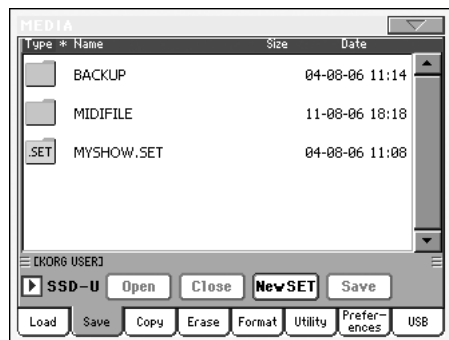 MEDIA
Type * Name Size Date
BACKUP 04-08-06 11:14
MIDIFILE 11-08-06 18:18
.SET MYSHOW.SET 04-08-06 11:08
[KORG USER]
SSD-U Open Close New SET Save
Load Save Copy Erase Format Utility Prefer-ences USB